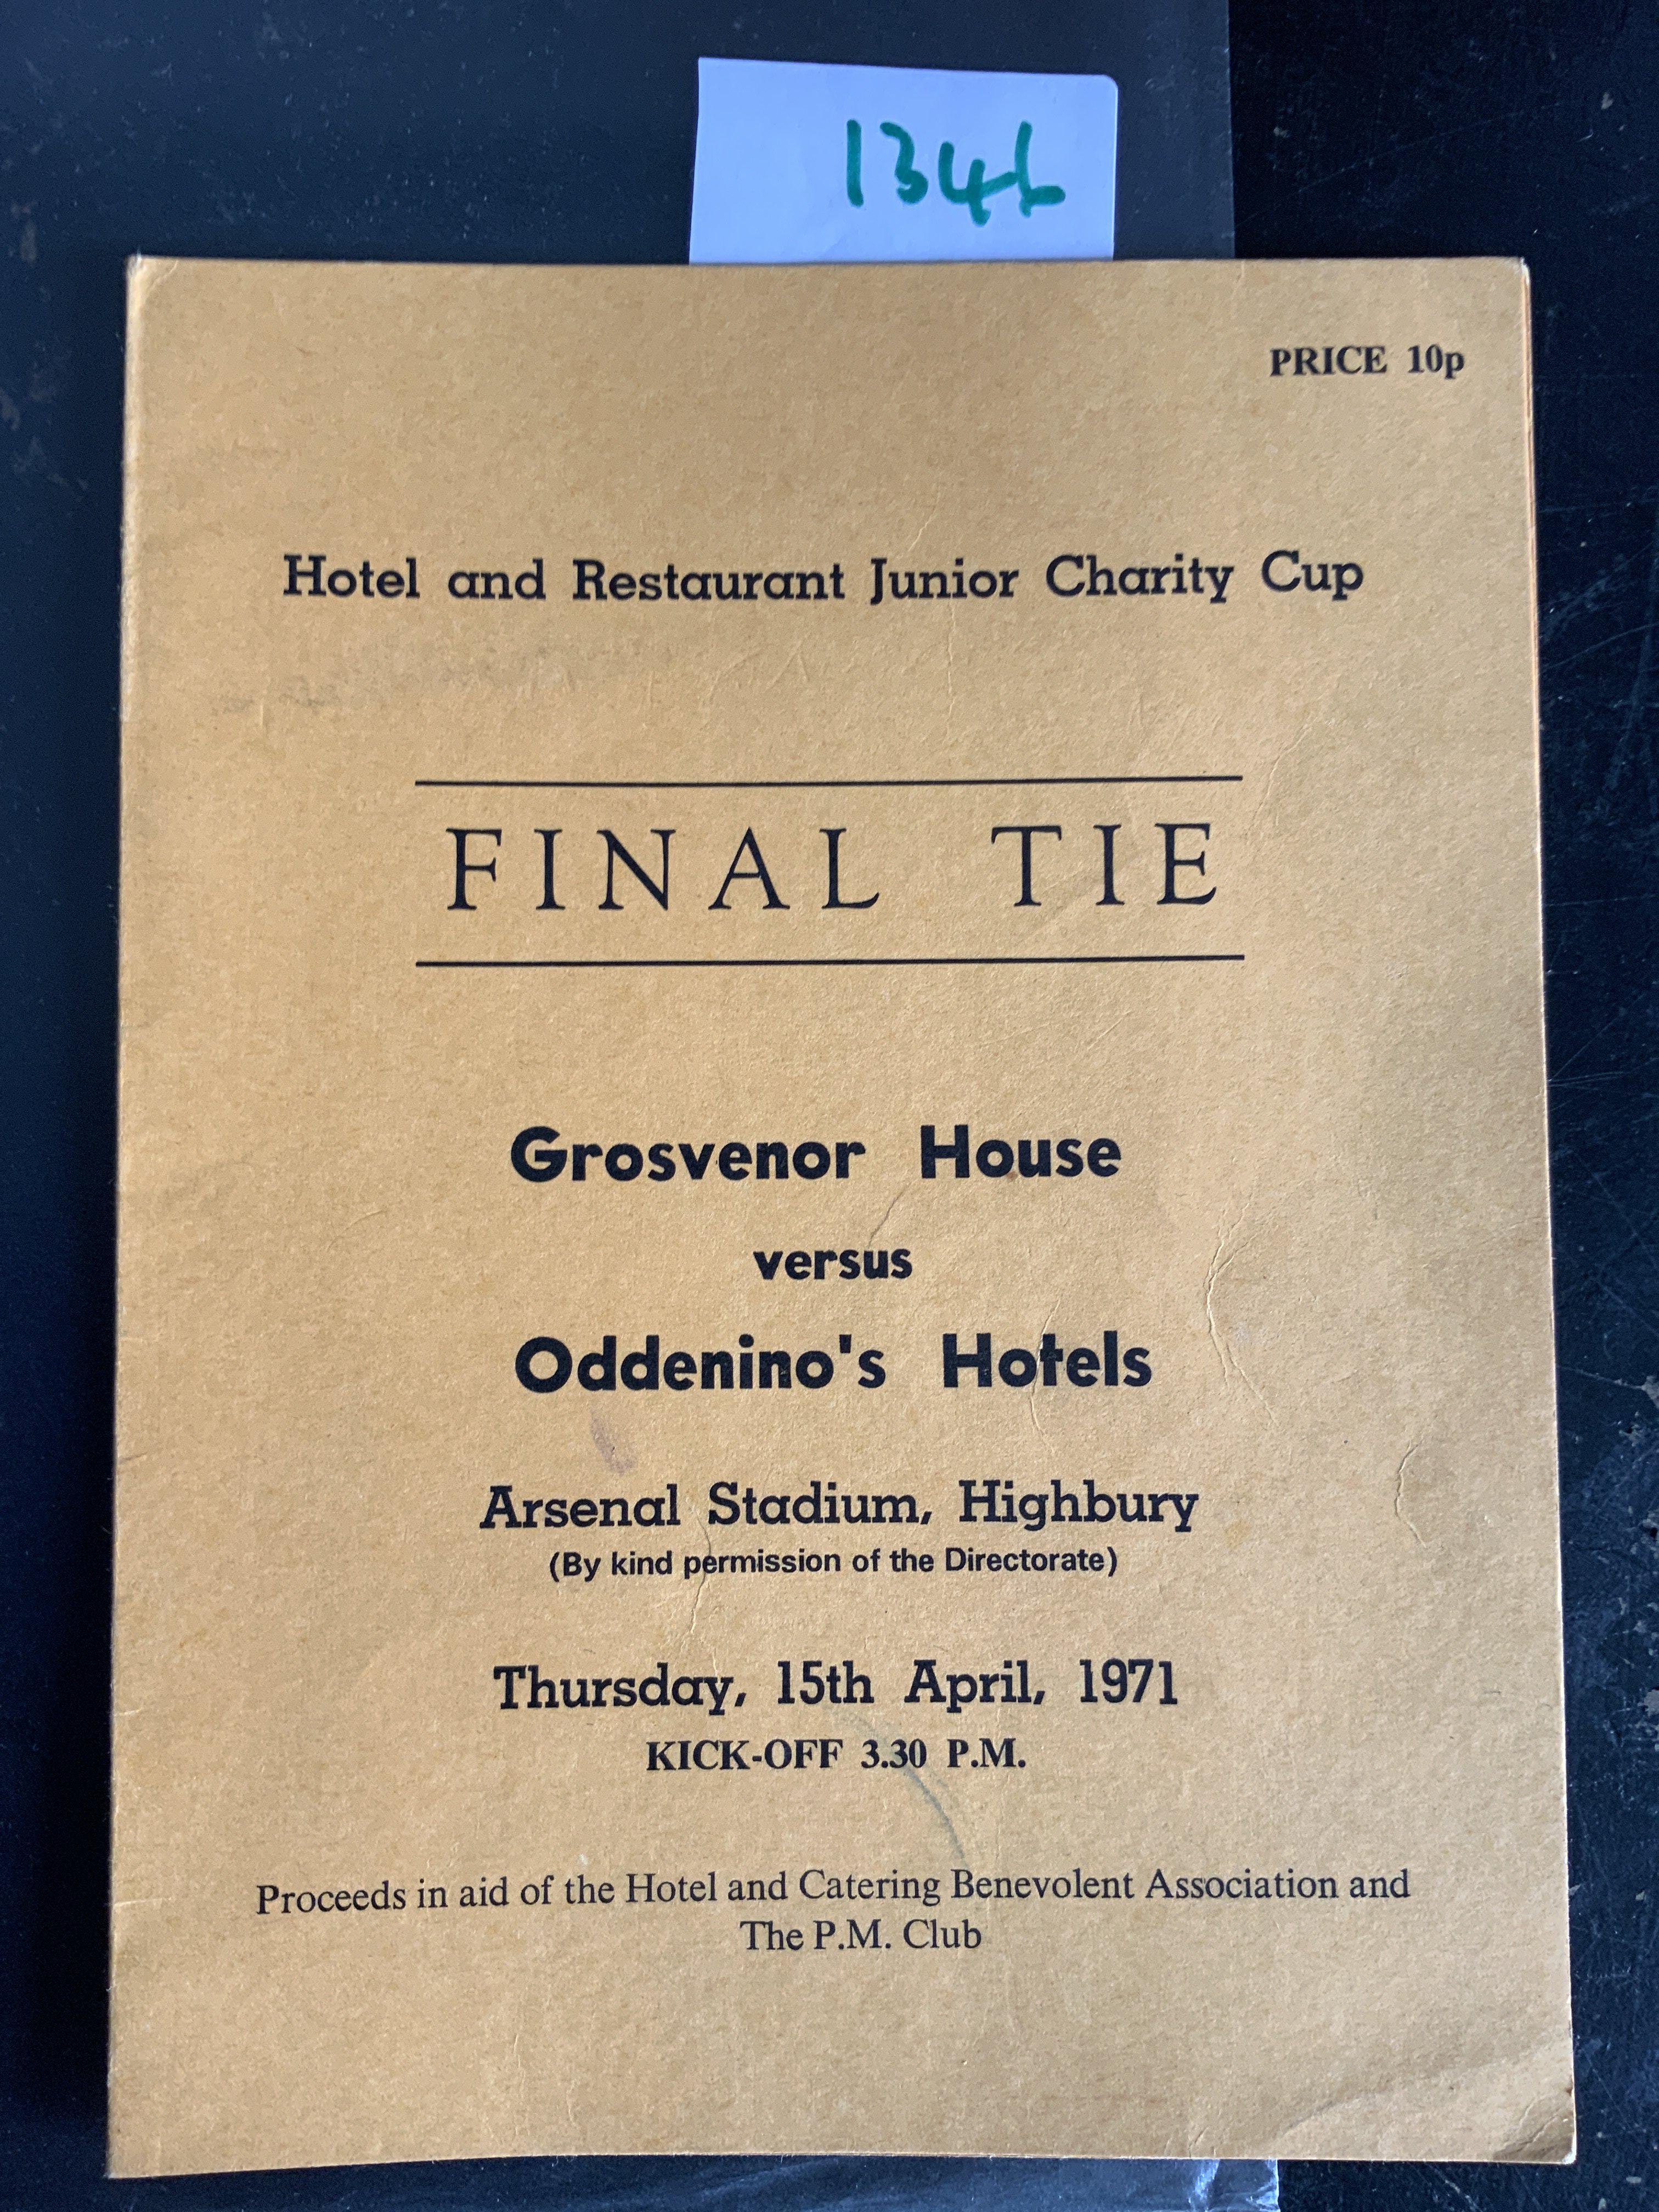 1346
PRICE 10p
Hotel and Restaurant Junior Charity Cup
FINAL TIE
Grosvenor House
versus
Oddenino's Hotels
Arsenal Stadium, Highbury
(By kind permission of the Directorate)
Thursday, 15th April, 1971
KICK-OFF 3.30 P.M.
Proceeds in aid of the Hotel and Catering Benevolent Association and
The P.M. Club